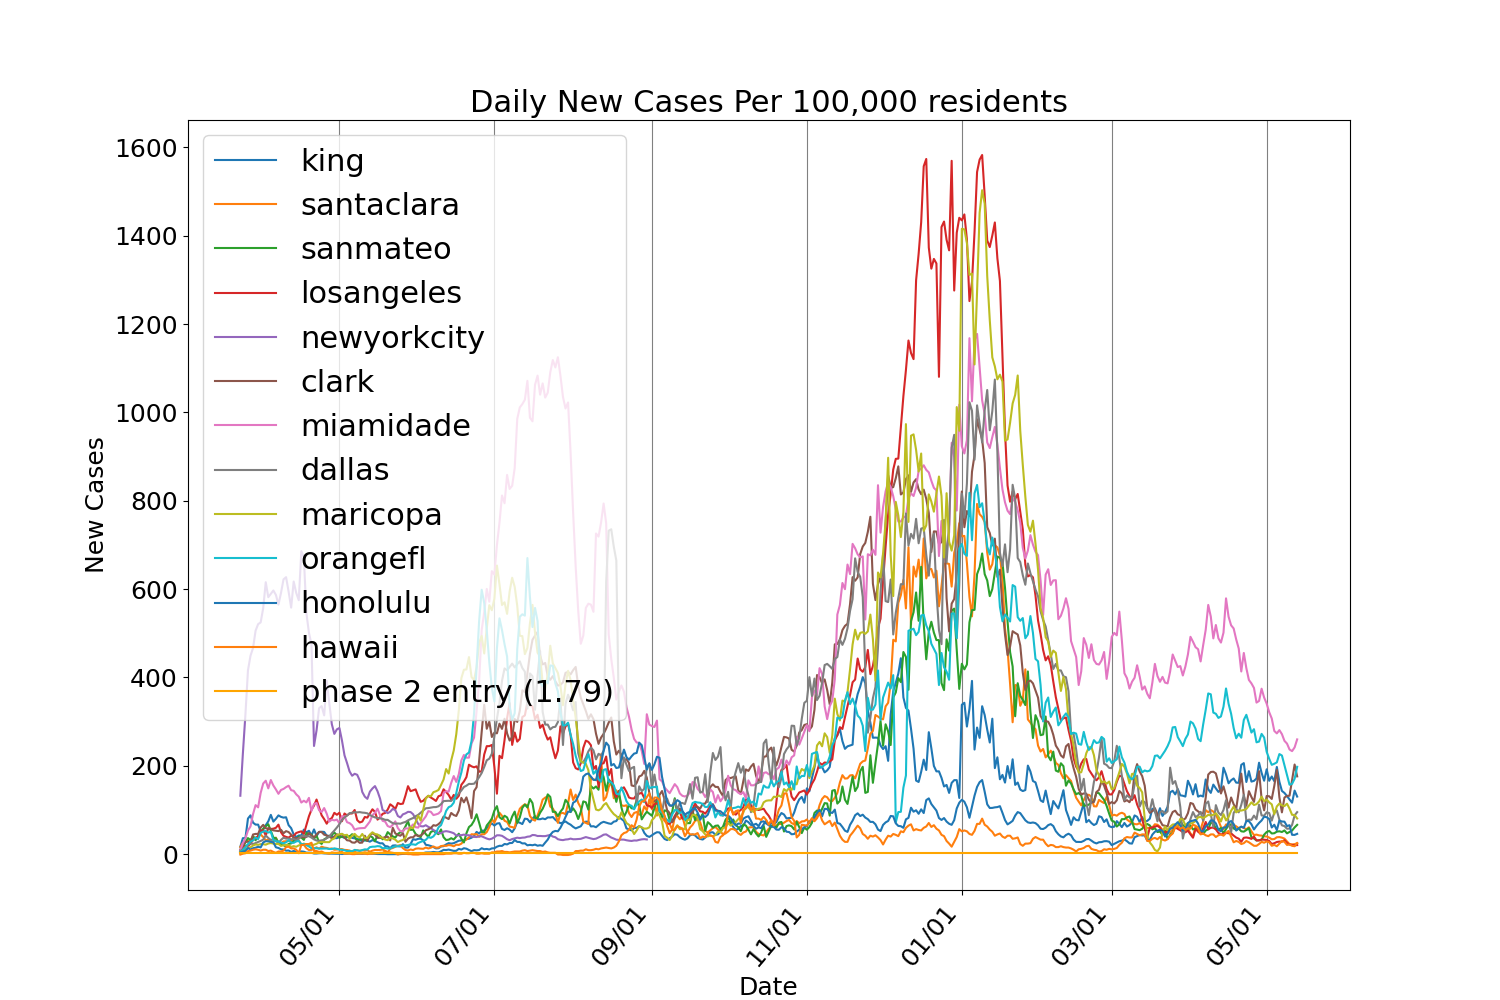 Daily New Cases Per 100,000 residents
New Cases
1600
1400
1200
1000
800
600
400
200
0
king
santaclara
sanmateo
losangeles
newyorkcity
clark
miamidade
dallas
maricopa
orangefl
honolulu
hawaii
phase 2 entry (1.79)
05/01
07/01
09/01
11/01
01/01
03/01
05/01
Date